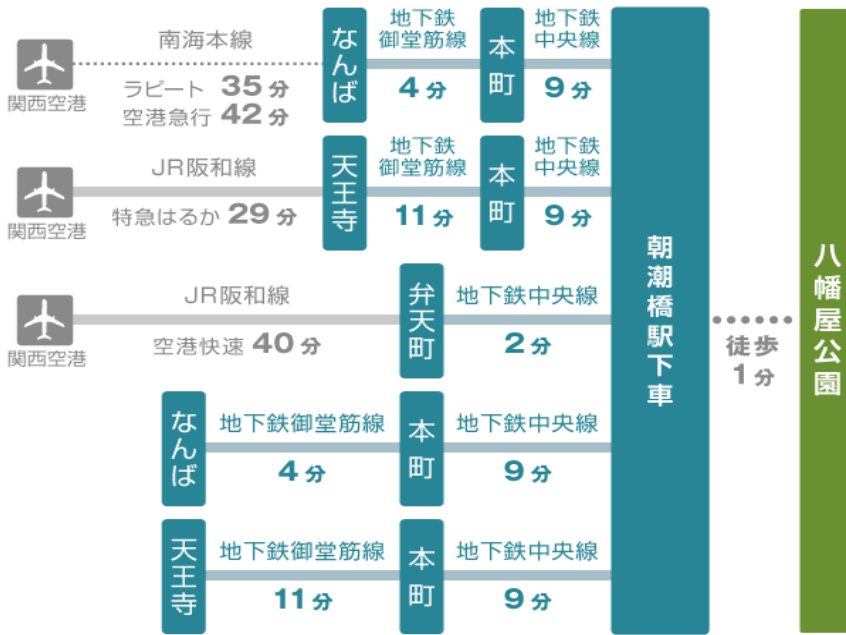 関西空港
南海本線
ラピート 35分
空港急行 42分
なんば
地下鉄
御堂筋線
4分
本町
地下鉄
中央線
9分
関西空港
JR阪和線
特急はるか 29分
天王寺
地下鉄
御堂筋線
11分
本町
地下鉄
中央線
9分
関西空港
JR阪和線
空港快速 40分
弁天町
地下鉄中央線
2分
なんば
地下鉄御堂筋線
4分
本町
地下鉄中央線
9分
天王寺
地下鉄御堂筋線
11分
本町
地下鉄中央線
9分
朝潮橋駅下車
徒歩
1分
八幡屋公園